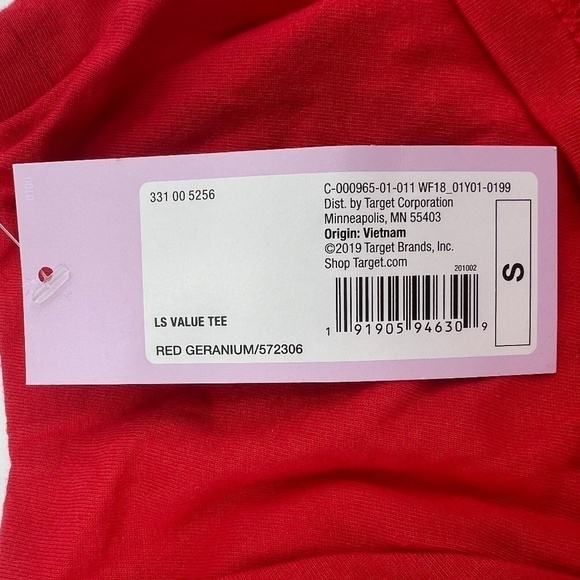 331 00 5256
C-000965-01-011 WF18_01Y01-0199
Dist. by Target Corporation
Minneapolis, MN 55403
Origin: Vietnam
©2019 Target Brands, Inc.
Shop Target.com
201002
S
LS VALUE TEE
1 91905 94630 9
RED GERANIUM/572306